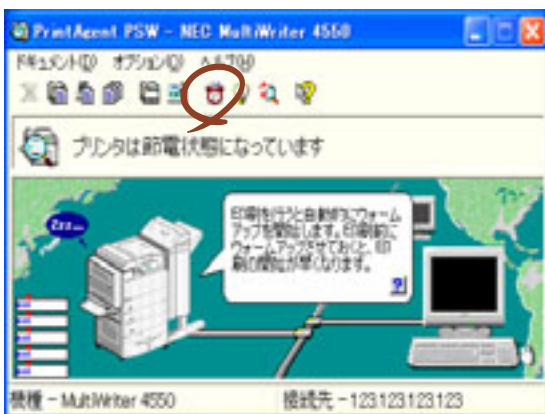 PrintAgent PSW - NEC MultiWriter 4550
ドキュメント(D) オプション(O) ヘルプ(H)
プリンタは節電状態になっています
Zzz...
印刷を行うと自動的にウォーム
アップを開始します。印刷前に
ウォームアップさせておくと、印
刷の開始が早くなります。
?
機種 - MultiWriter 4550
接続先 - 123.123.123.123